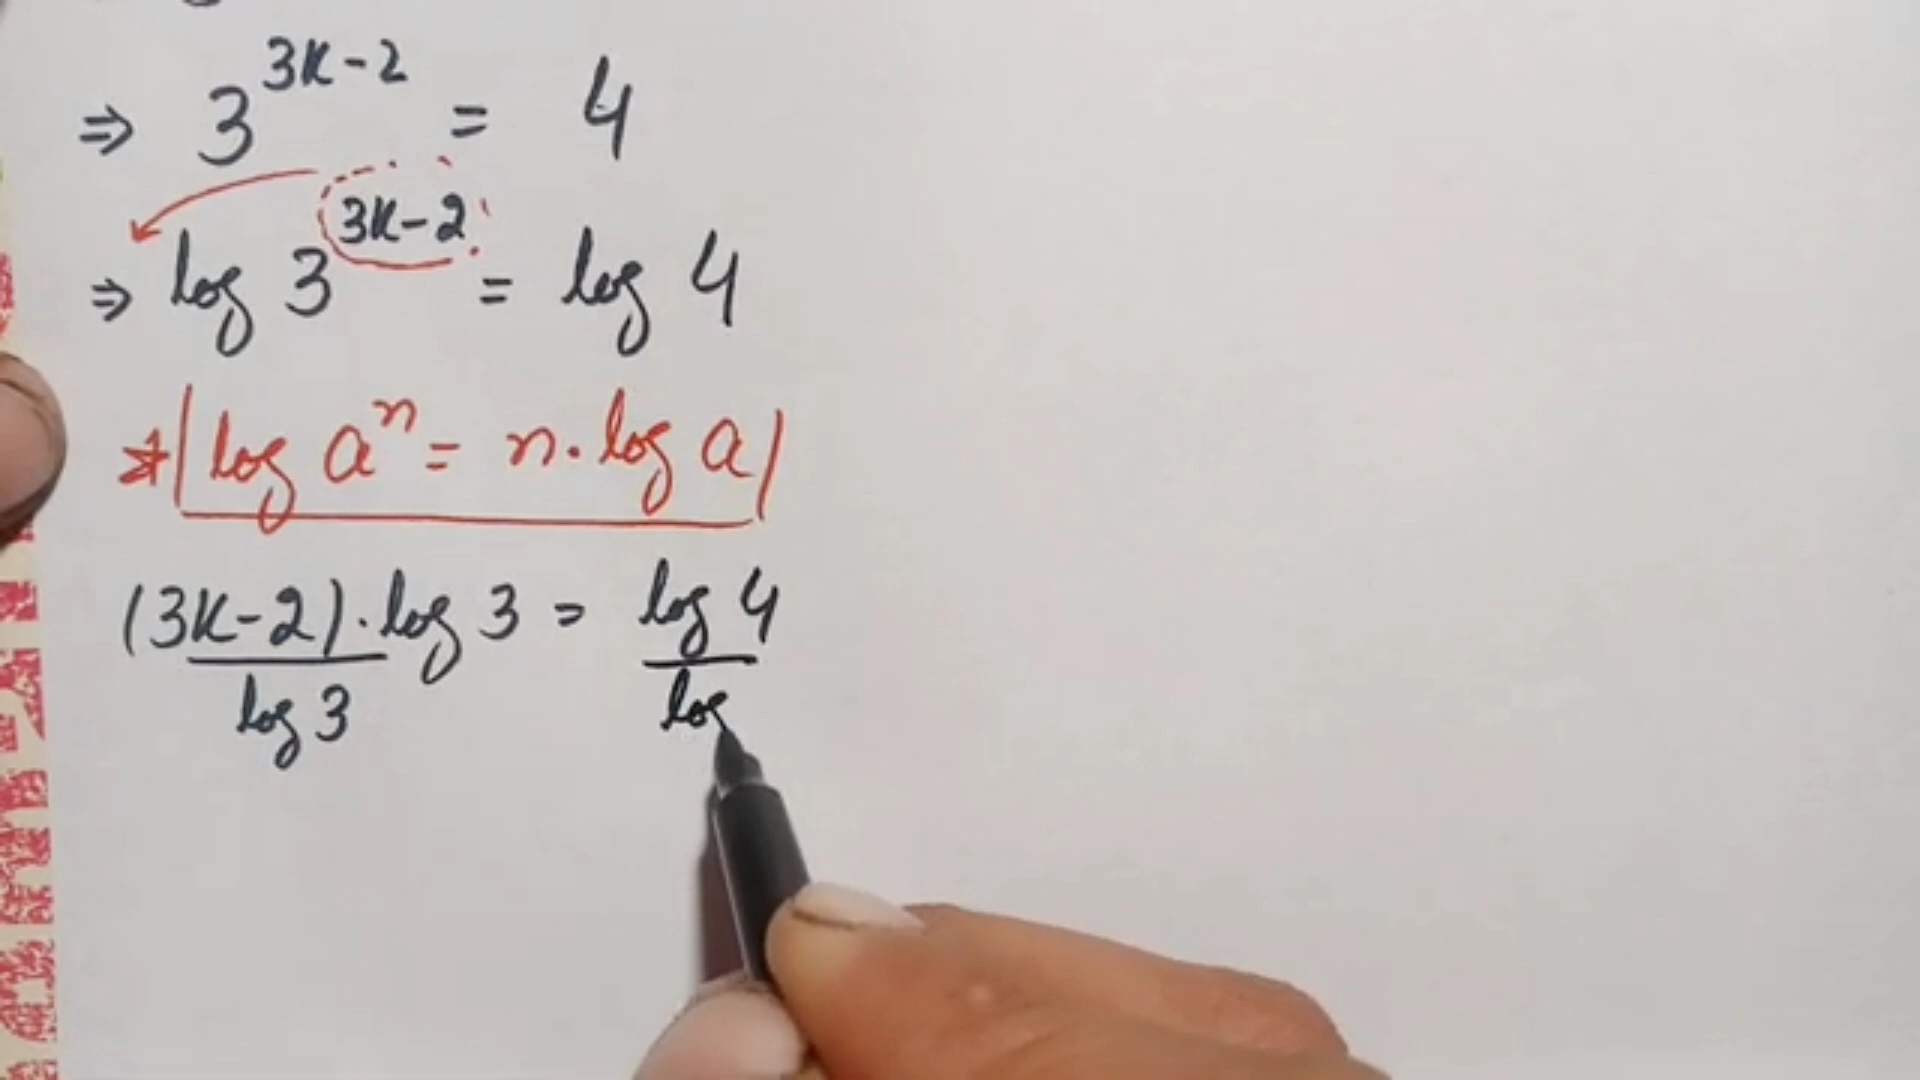 ⇒ 3^{3K-2} = 4
⇒ log 3^{3K-2} = log 4
*|log a^n = n·log a|
(3K-2)·log 3 = log 4
log 3 log